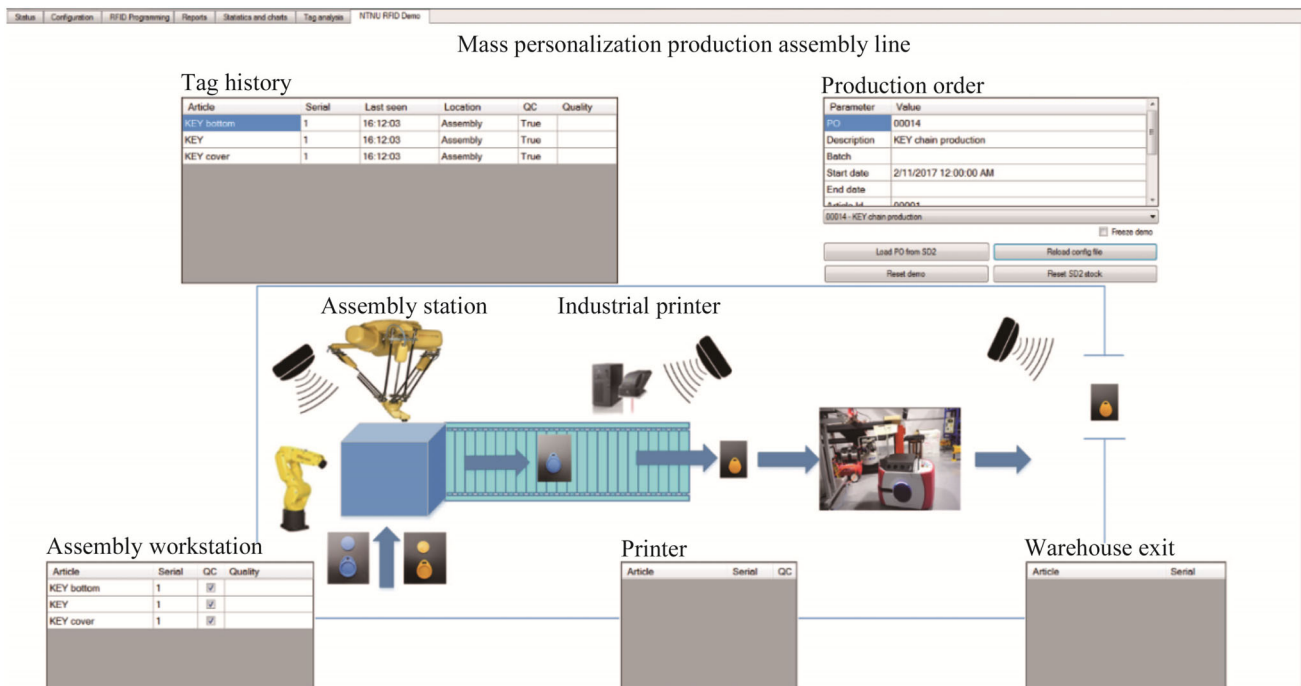 Status Configuration RFID Programming Reports Statistics and charts Tag analysis NTNU RFID Demo
Mass personalization production assembly line
Tag history
Article Serial Last seen Location QC Quality
KEY bottom 1 16:12:03 Assembly True
KEY 1 16:12:03 Assembly True
KEY cover 1 16:12:03 Assembly True
Production order
Parameter Value
PO 00014
Description KEY chain production
Batch
Start date 2/11/2017 12:00:00 AM
End date
Article Id 00001
00014 - KEY chain production
Freeze demo
Load PO from SD2 Reload config file
Reset demo Reset SD2 stock
Assembly station
Industrial printer
Assembly workstation
Article Serial QC Quality
KEY bottom 1
KEY 1
KEY cover 1
Printer
Article Serial QC
Warehouse exit
Article Serial